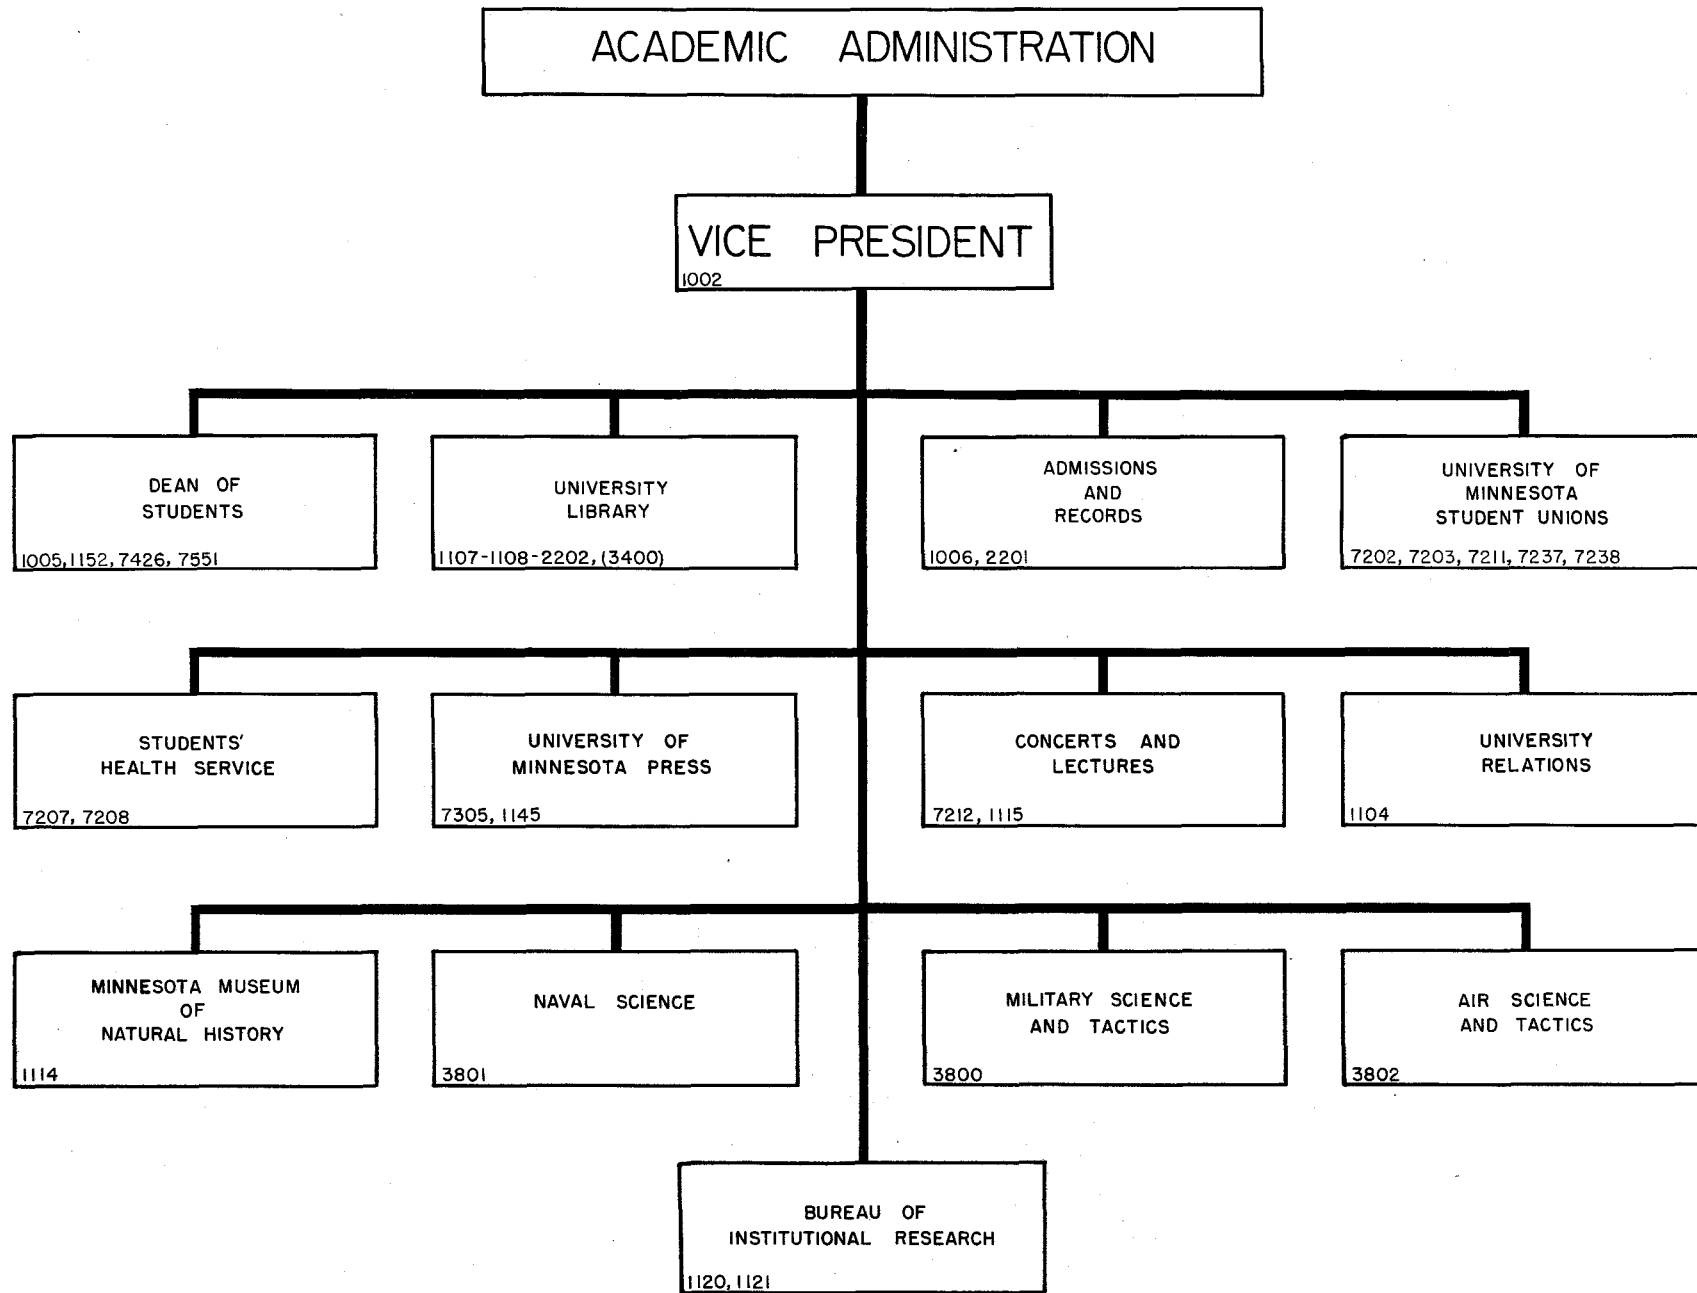 ACADEMIC ADMINISTRATION
VICE PRESIDENT
1002
DEAN OF
STUDENTS
1005,1152, 7426, 7551
UNIVERSITY
LIBRARY
1107-1108-2202, (3400)
ADMISSIONS
AND
RECORDS
1006, 2201
UNIVERSITY OF
MINNESOTA
STUDENT UNIONS
7202, 7203, 7211, 7237, 7238
STUDENTS'
HEALTH SERVICE
7207, 7208
UNIVERSITY OF
MINNESOTA PRESS
7305, 1145
CONCERTS AND
LECTURES
7212, 1115
UNIVERSITY
RELATIONS
1104
MINNESOTA MUSEUM
OF
NATURAL HISTORY
1114
NAVAL SCIENCE
3801
MILITARY SCIENCE
AND TACTICS
3800
AIR SCIENCE
AND TACTICS
3802
BUREAU OF
INSTITUTIONAL RESEARCH
1120, 1121